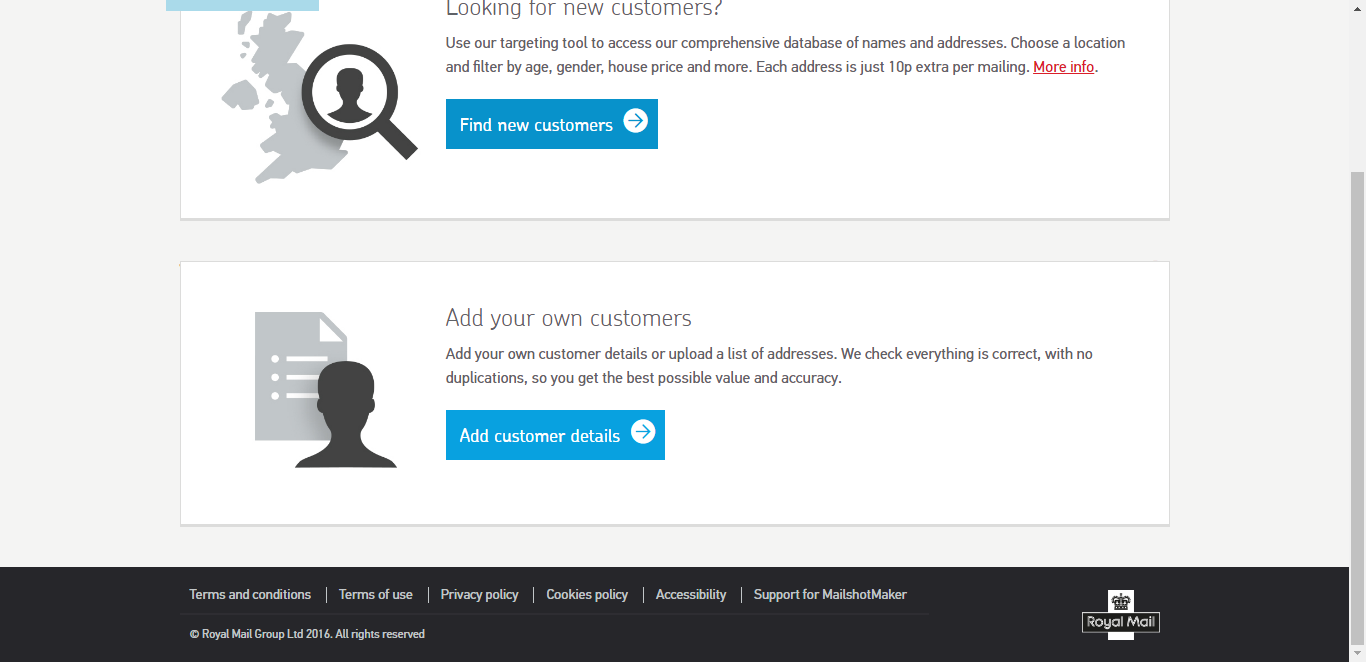 Looking for new customers?
Use our targeting tool to access our comprehensive database of names and addresses. Choose a location
and filter by age, gender, house price and more. Each address is just 10p extra per mailing. More info.
Find new customers
Add your own customers
Add your own customer details or upload a list of addresses. We check everything is correct, with no
duplications, so you get the best possible value and accuracy.
Add customer details
Terms and conditions
Terms of use
Privacy policy
Cookies policy
Accessibility
Support for MailshotMaker
© Royal Mail Group Ltd 2016. All rights reserved
Royal Mail